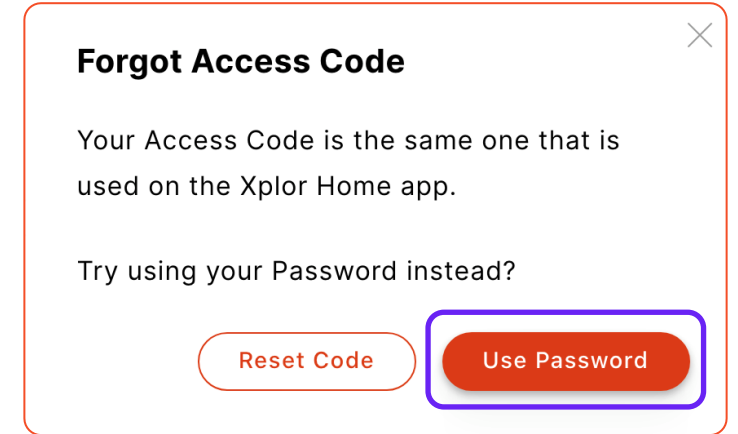 Forgot Access Code
Your Access Code is the same one that is
used on the Xplor Home app.
Try using your Password instead?
Reset Code
Use Password